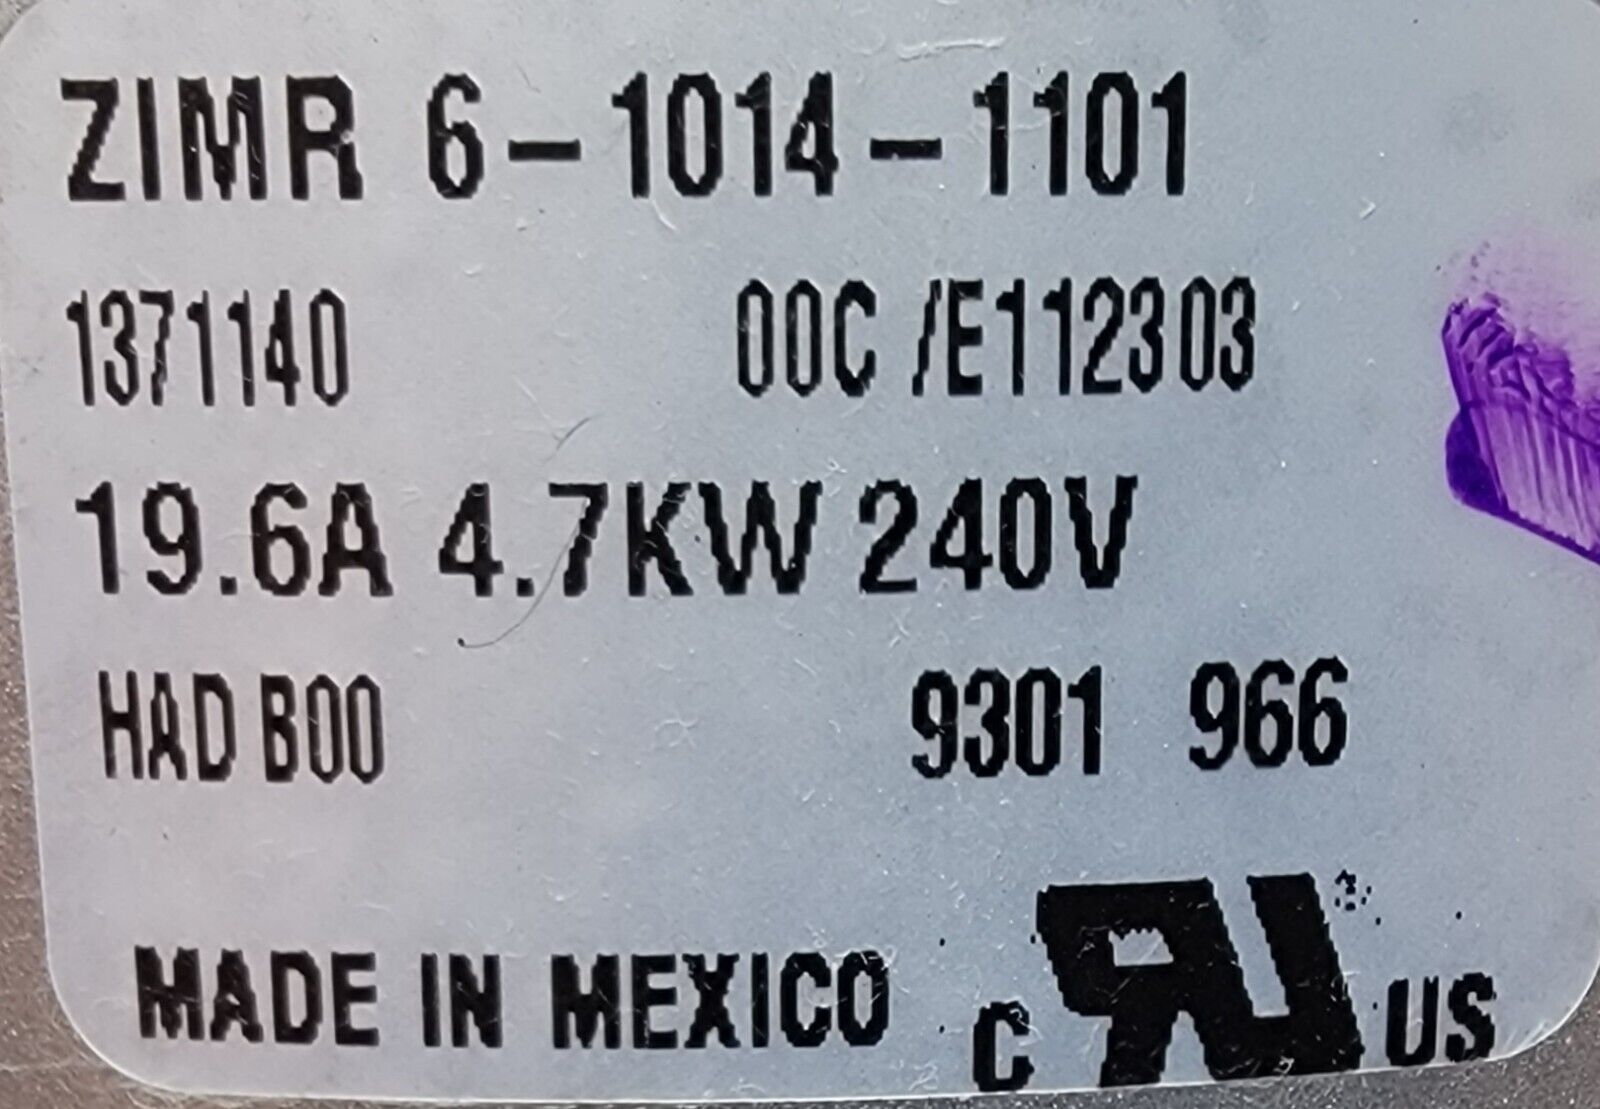 ZIMR 6-1014-1101
1371140 00C /E112303
19.6A 4.7KW 240V
HAD B00 9301 966
MADE IN MEXICO
C RU US